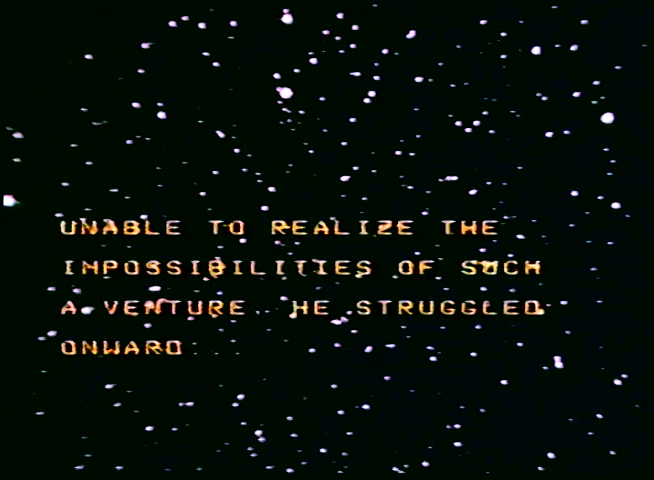 UNABLE TO REALIZE THE
IMPOSSIBILITIES OF SUCH
A VENTURE. HE STRUGGLED
ONWARD